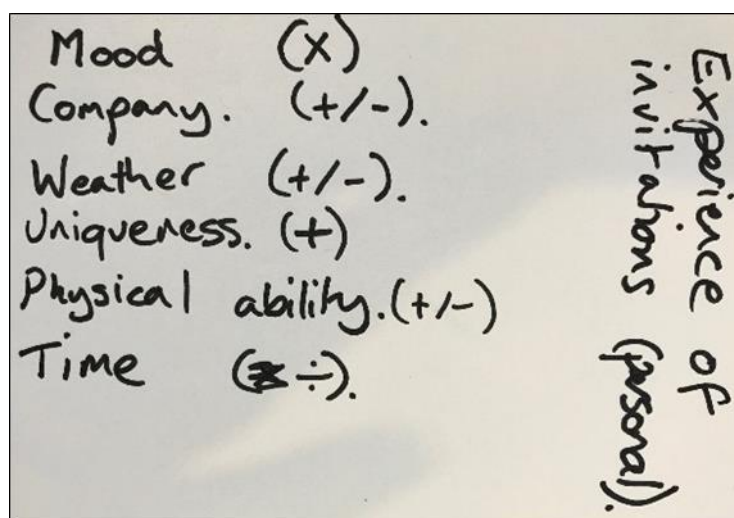 Mood (x)
Company. (+/-).
Weather (+/-).
Uniqueness. (+)
Physical ability. (+/-)
Time (÷).
Experience of
invitations (personal).